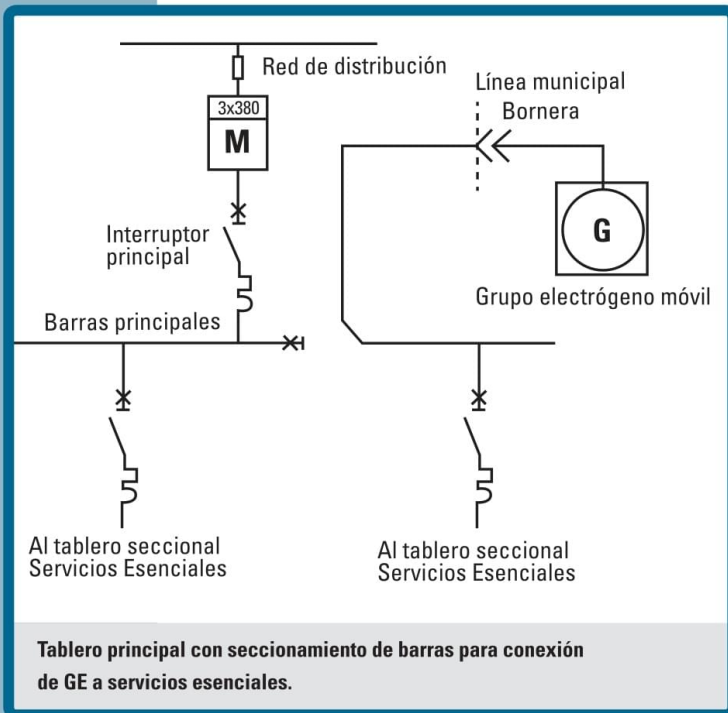 Red de distribución
3x380
M
Interruptor
principal
Barras principales
Línea municipal
Bornera
G
Grupo electrógeno móvil
Al tablero seccional
Servicios Esenciales
Al tablero seccional
Servicios Esenciales
Tablero principal con seccionamiento de barras para conexión
de GE a servicios esenciales.